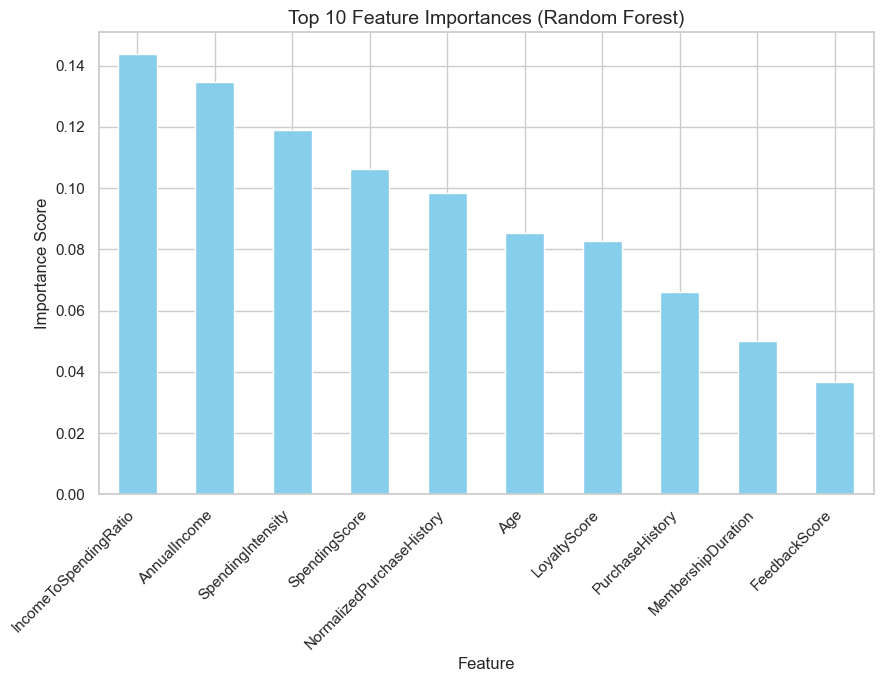 Top 10 Feature Importances (Random Forest)
Importance Score
0.14
0.12
0.10
0.08
0.06
0.04
0.02
0.00
IncomeToSpendingRatio
AnnualIncome
SpendingIntensity
SpendingScore
NormalizedPurchaseHistory
Age
LoyaltyScore
PurchaseHistory
MembershipDuration
FeedbackScore
Feature